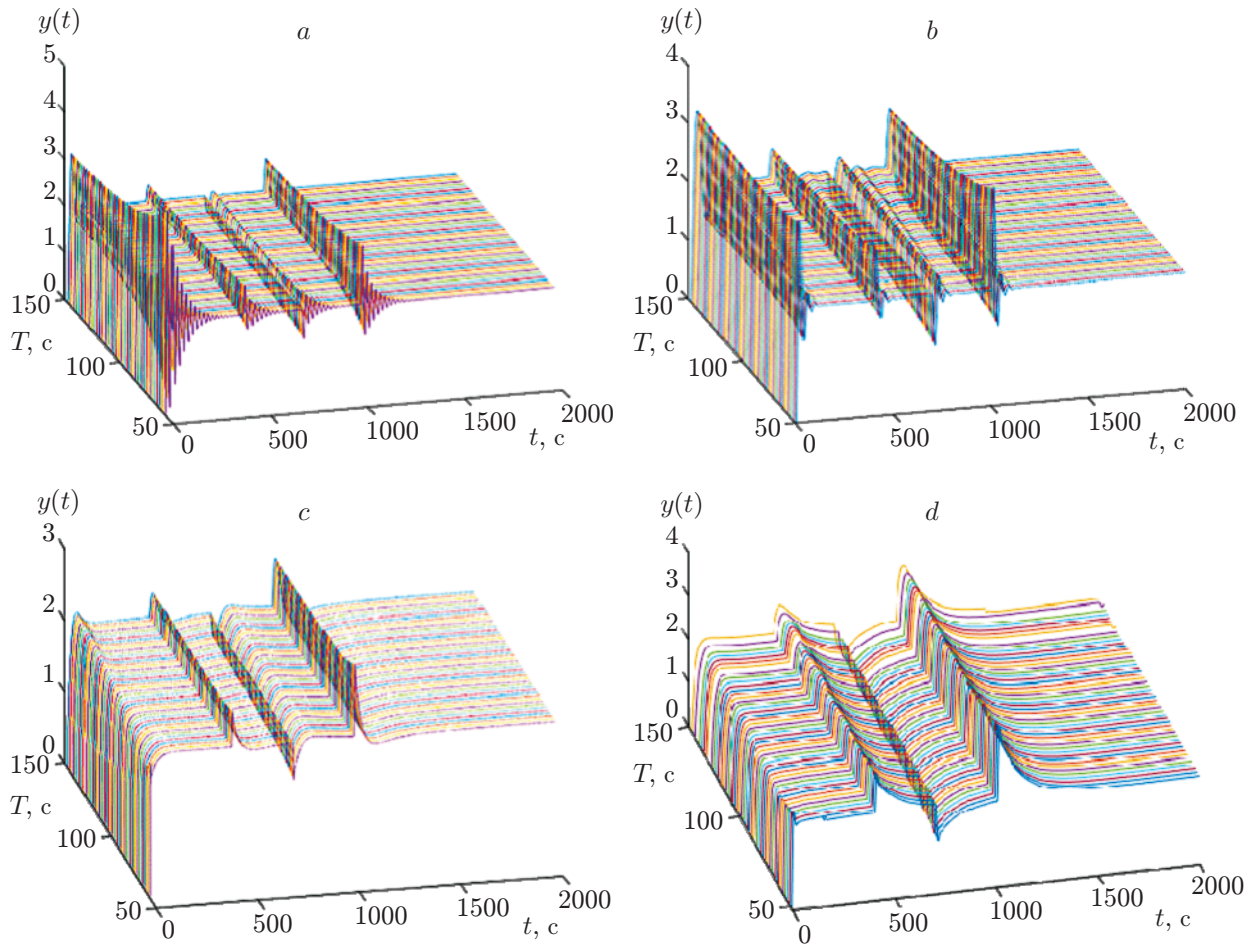 y(t) a y(t) b
5 4
4 3
3 2
2 1
1 0
0 150
150 T, с
T, с 100
100 50
50 0 500 1000 1500 2000
0 500 1000 1500 2000 t, с
t, с
y(t) c y(t) d
3 4
2 3
1 2
0 1
150 0
T, с 150
100 T, с
50 100
0 500 1000 1500 2000 50
t, с 0 500 1000 1500 2000
t, с